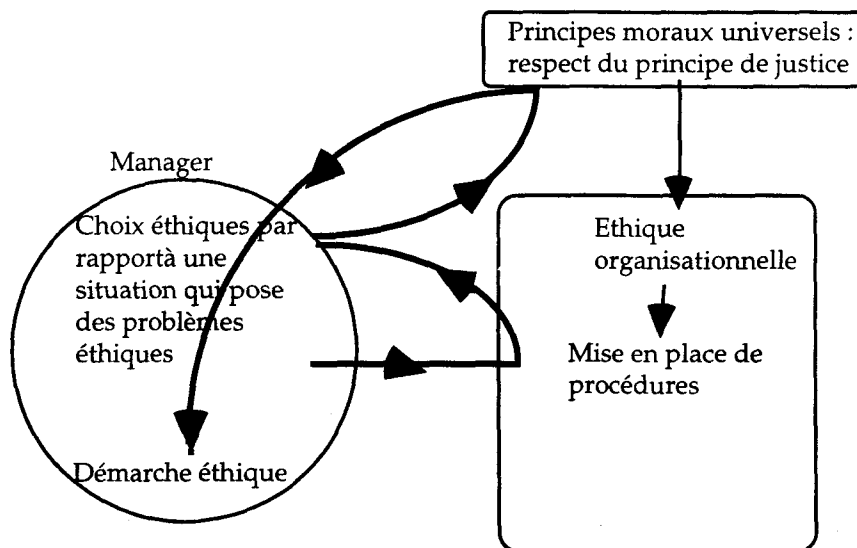 Principes moraux universels :
respect du principe de justice
Manager
Choix éthiques par
rapportà une
situation qui pose
des problèmes
éthiques
Démarche éthique
Ethique
organisationnelle
Mise en place de
procédures